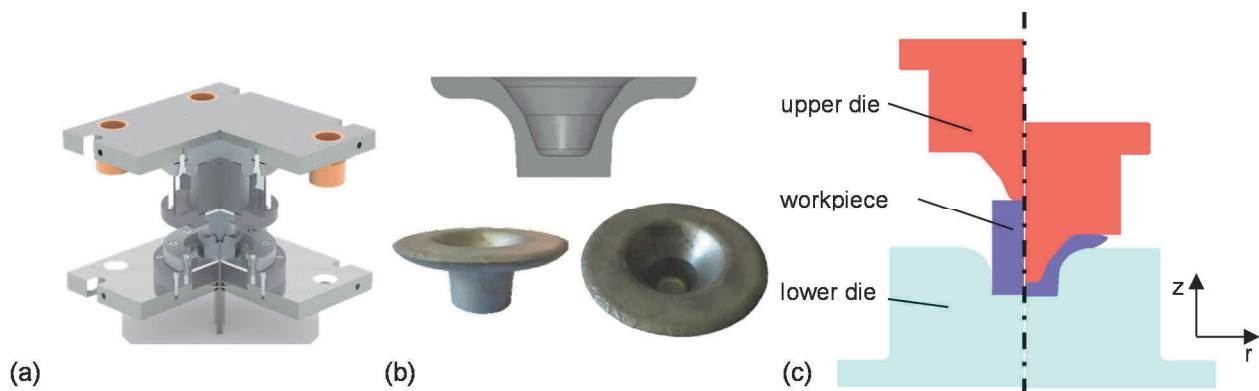 (a)
(b)
upper die
workpiece
lower die
z
r
(c)